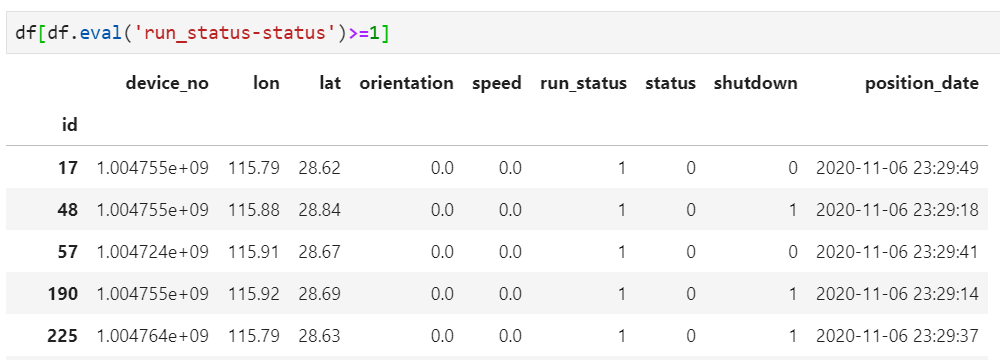 df[df.eval('run_status-status')>=1]
device_no lon lat orientation speed run_status status shutdown position_date
id
17 1.004755e+09 115.79 28.62 0.0 0.0 1 0 0 2020-11-06 23:29:49
48 1.004755e+09 115.88 28.84 0.0 0.0 1 0 1 2020-11-06 23:29:18
57 1.004724e+09 115.91 28.67 0.0 0.0 1 0 0 2020-11-06 23:29:41
190 1.004755e+09 115.92 28.69 0.0 0.0 1 0 1 2020-11-06 23:29:14
225 1.004764e+09 115.79 28.63 0.0 0.0 1 0 1 2020-11-06 23:29:37